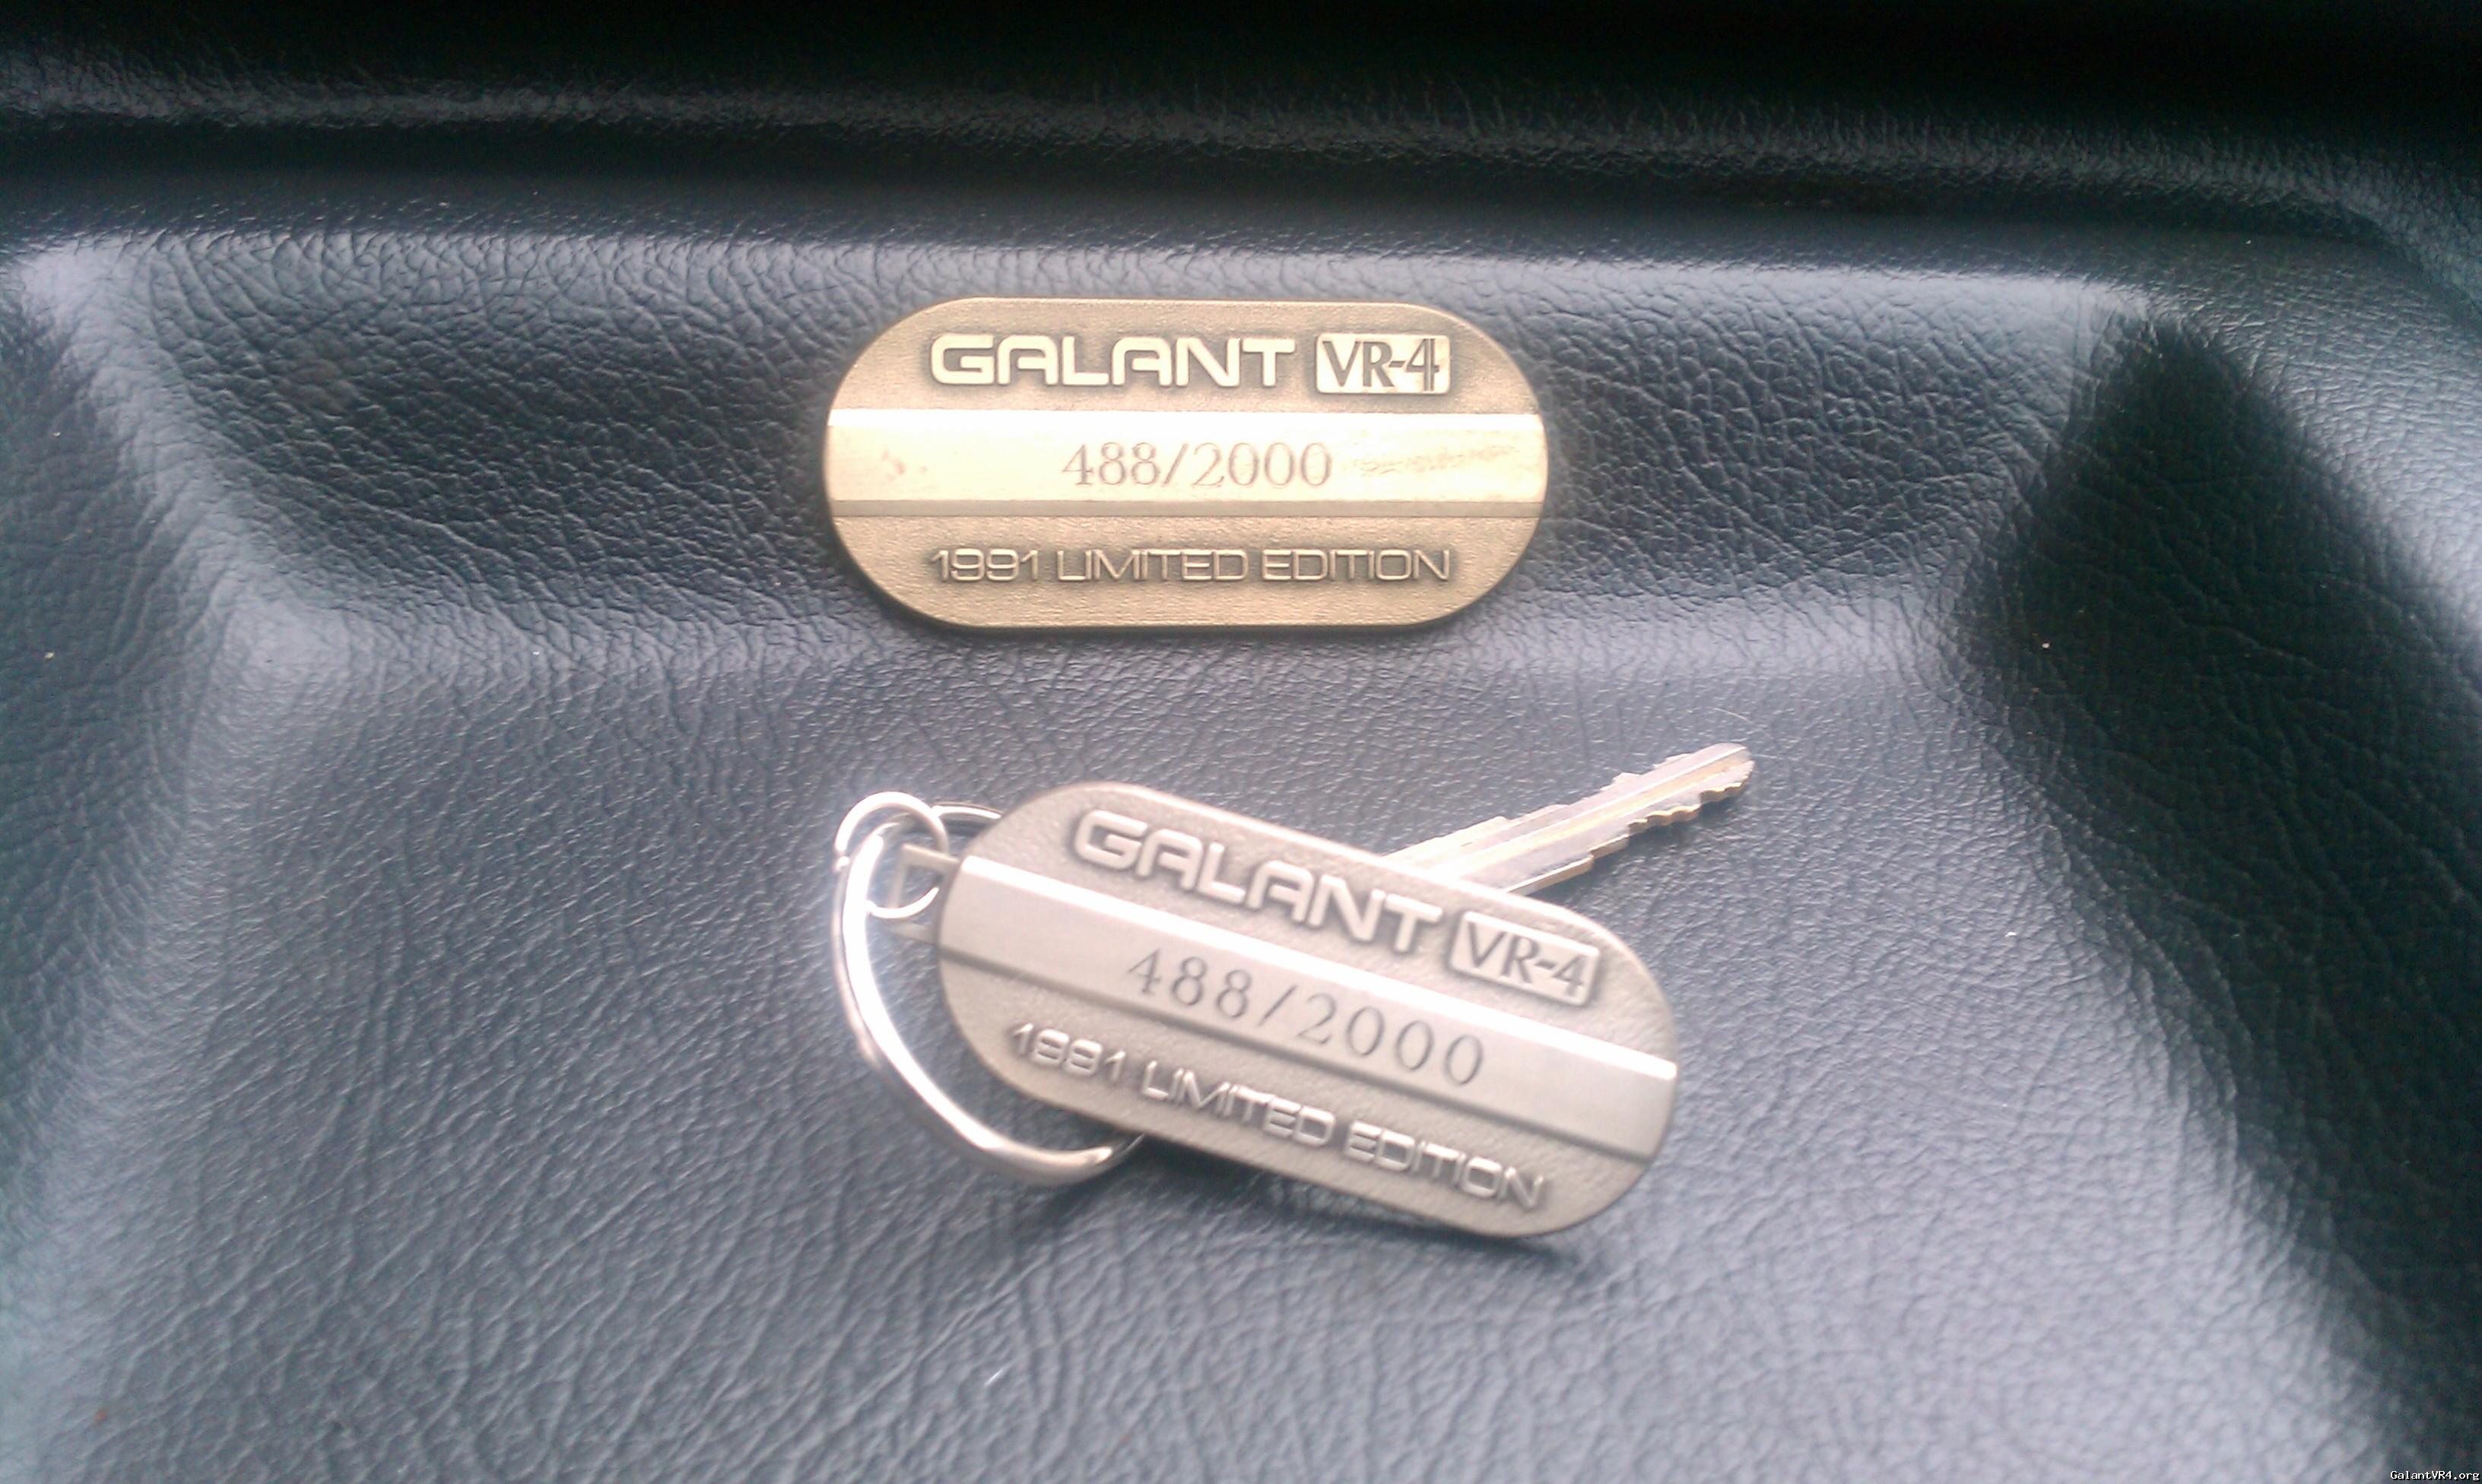 GALANT VR-4
488/2000
1991 LIMITED EDITION
GALANT VR-4
488/2000
1991 LIMITED EDITION
GalantVR4.org